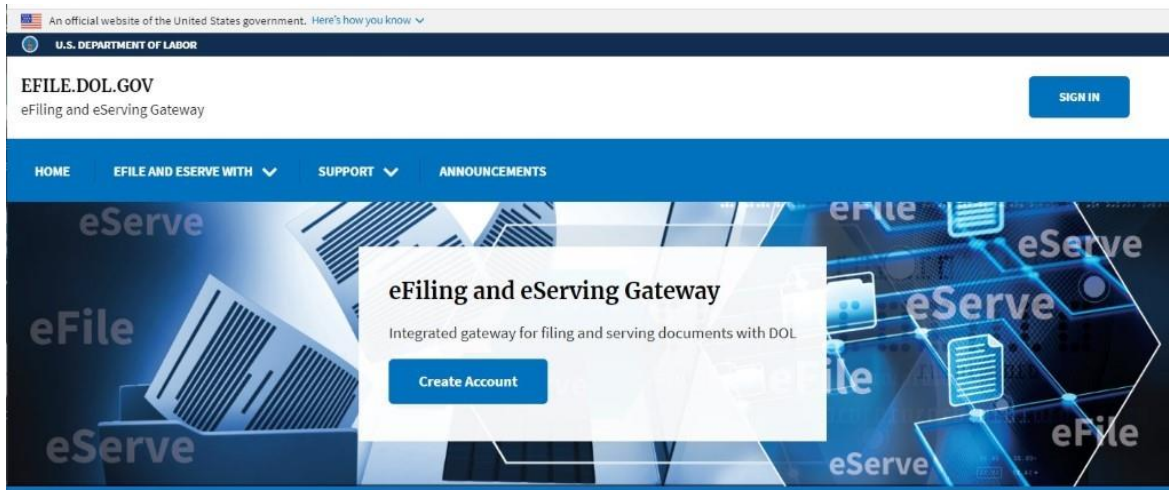 An official website of the United States government. Here's how you know
U.S. DEPARTMENT OF LABOR
EFILE.DOL.GOV
eFiling and eServing Gateway
SIGN IN
HOME EFILE AND ESERVE WITH SUPPORT ANNOUNCEMENTS
eServe
eFile
eServe
eFile
eServe
eFiling and eServing Gateway
Integrated gateway for filing and serving documents with DOL
Create Account
eServe
eFile
eServe
eFile
eServe